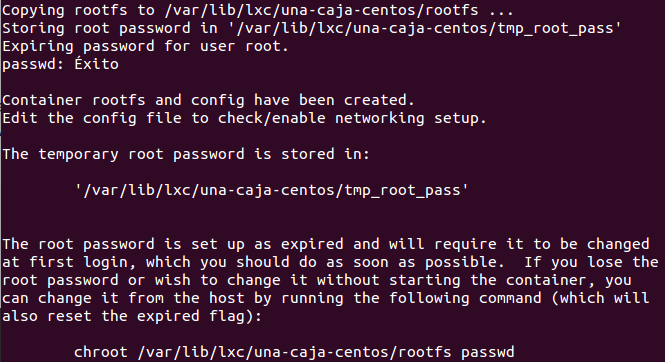 Copying rootfs to /var/lib/lxc/una-caja-centos/rootfs ...
Storing root password in '/var/lib/lxc/una-caja-centos/tmp_root_pass'
Expiring password for user root.
passwd: Éxito
Container rootfs and config have been created.
Edit the config file to check/enable networking setup.
The temporary root password is stored in:
'/var/lib/lxc/una-caja-centos/tmp_root_pass'
The root password is set up as expired and will require it to be changed
at first login, which you should do as soon as possible.  If you lose the
root password or wish to change it without starting the container, you
can change it from the host by running the following command (which will
also reset the expired flag):
chroot /var/lib/lxc/una-caja-centos/rootfs passwd